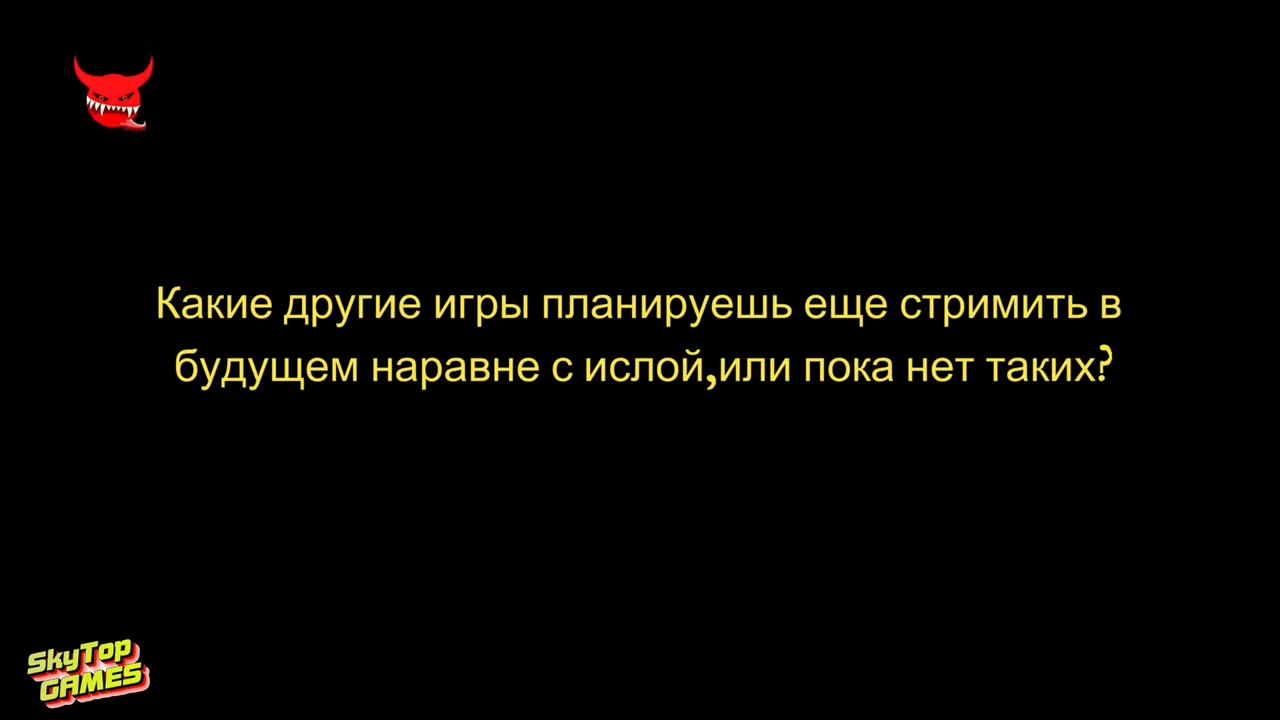 Какие другие игры планируешь еще стримить в
будущем наравне с ислой,или пока нет таких?
SkyTop
GAMES